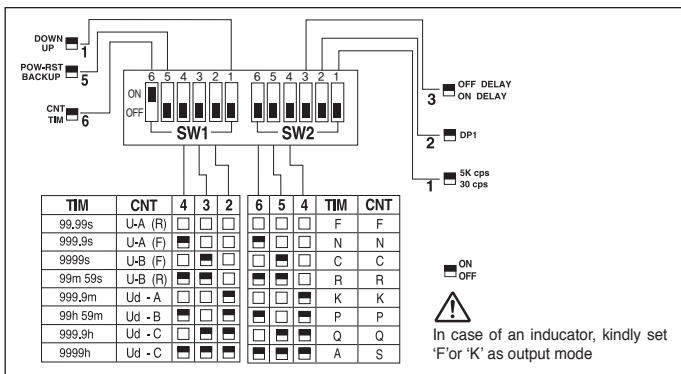 DOWN
UP 1
POW-RST
BACKUP 5
CNT
TIM 6
6 5 4 3 2 1 6 5 4 3 2 1
ON
OFF
SW1 SW2
3 OFF DELAY
ON DELAY
2 DP1
1 5K cps
30 cps
TIM CNT 4 3 2 6 5 4 TIM CNT
99.99s U-A (R) F F
999.9s U-A (F) N N
9999s U-B (F) C C
99m 59s U-B (R) R R
999.9m Ud - A K K
99h 59m Ud - B P P
999.9h Ud - C Q Q
9999h Ud - C A S
ON
OFF
In case of an inducator, kindly set
'F'or 'K' as output mode